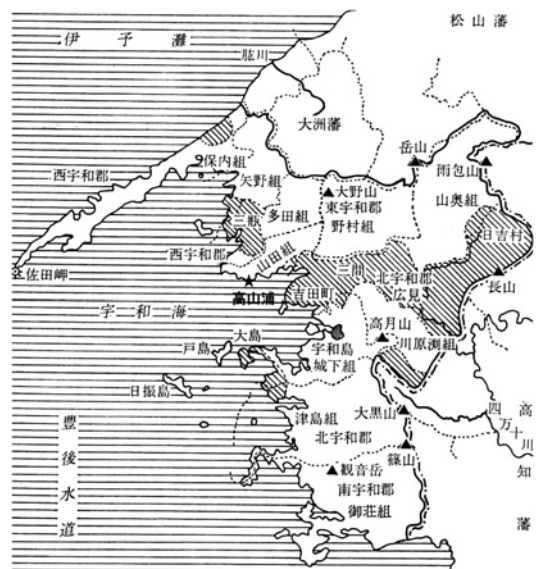 伊予灘
松山藩
肱川
大洲藩
岳山
雨包山
保内組
西宇和郡
矢野組
大野山
山奥組
東宇和郡
三瓶
多田組
野村組
日吉村
西宇和郡
山田組
三間
北宇和郡
佐田岬
高山浦
吉田町
広見
長山
宇和海
高月山
大島
宇和島
川原渕組
戸島
城下組
日振島
大黒山
四万十川
高知藩
津島組
北宇和郡
篠山
豊後水道
観音岳
南宇和郡
御荘組